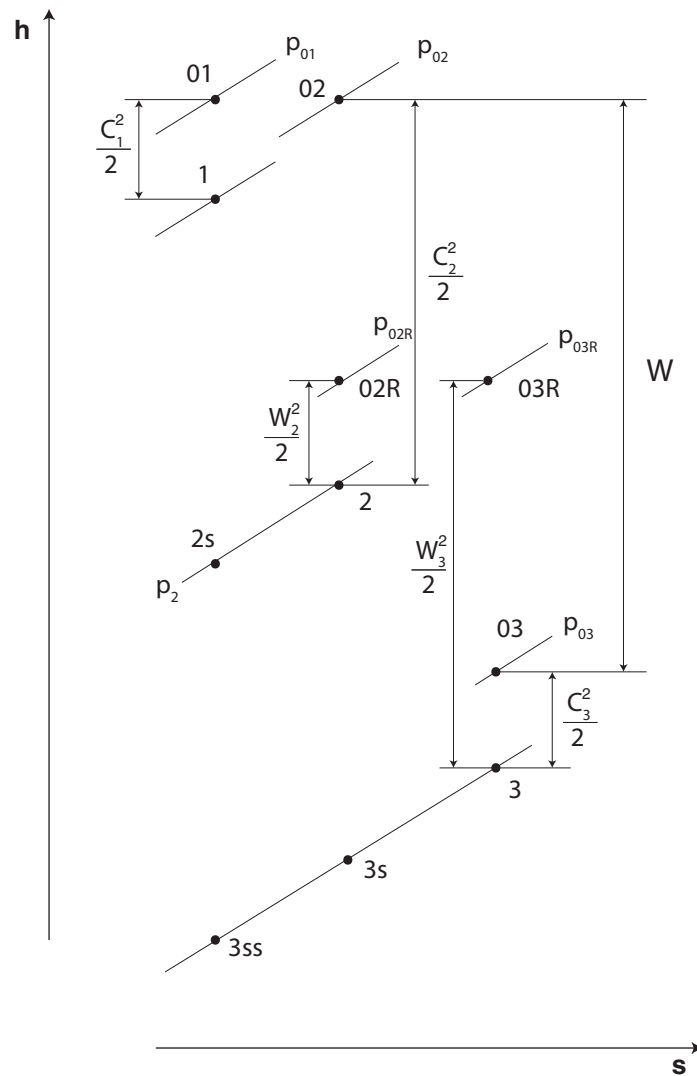 h
p₀₁
p₀₂
01
02
C₁²
2
1
C₂²
2
p₀₂R
p₀₃R
W
02R
03R
W₂²
2
2
2s
W₃²
2
p₂
03
p₀₃
C₃²
2
3
3s
3ss
s